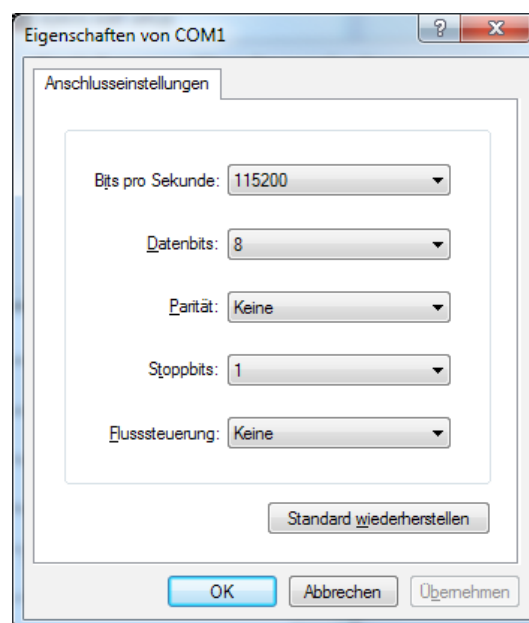 Eigenschaften von COM1
Anschlusseinstellungen
Bits pro Sekunde: 115200
Datenbits: 8
Parität: Keine
Stoppbits: 1
Flusssteuerung: Keine
Standard wiederherstellen
OK Abbrechen Übernehmen